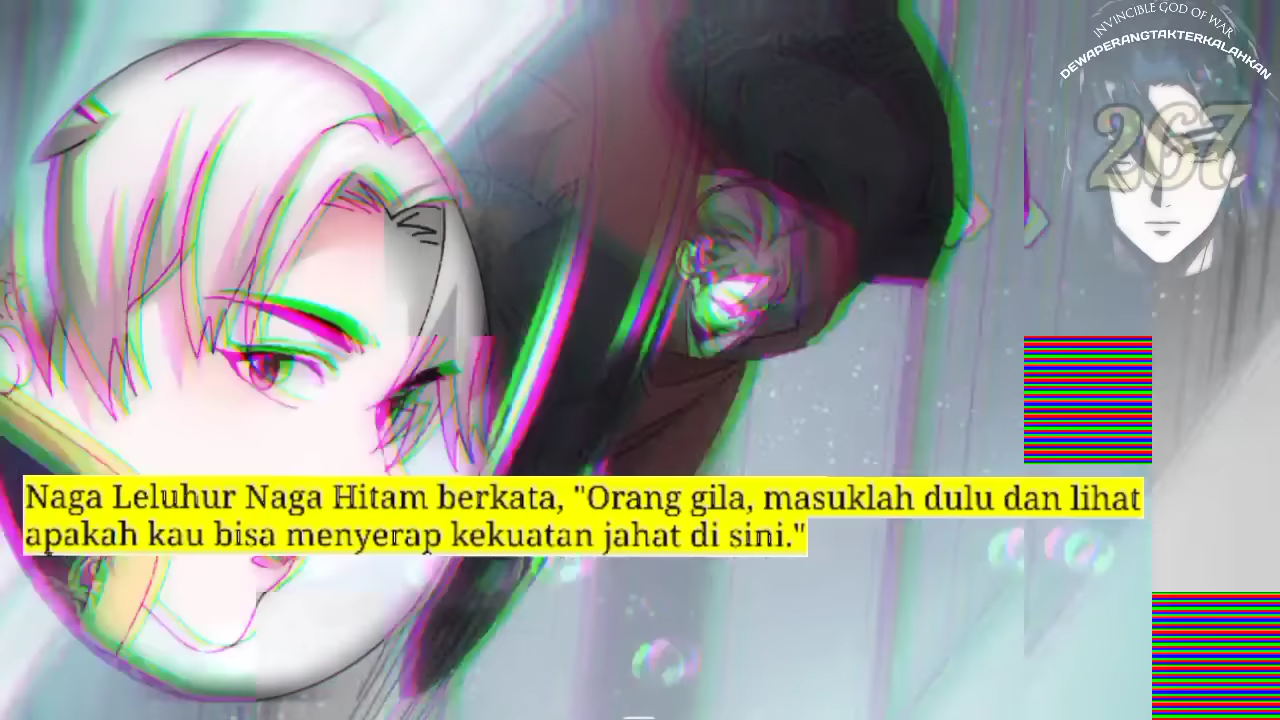 INVINCIBLE GOD OF WAR
DEWAPERANGTAKTERKALAHKAN
267
Naga Leluhur Naga Hitam berkata, "Orang gila, masuklah dulu dan lihat
apakah kau bisa menyerap kekuatan jahat di sini."